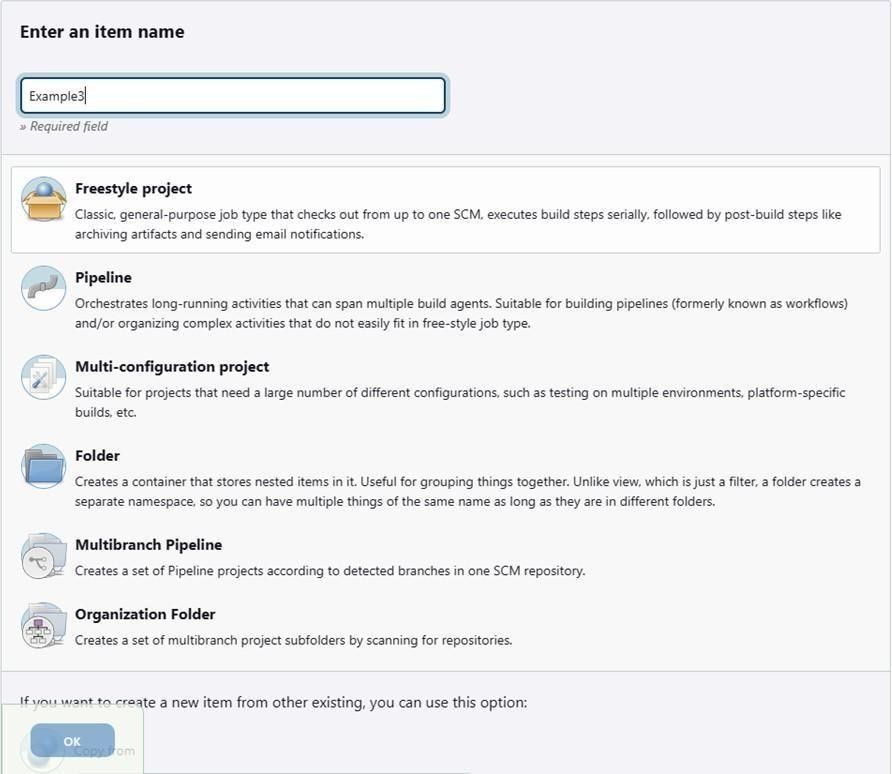 Enter an item name
Example3
» Required field
Freestyle project
Classic, general-purpose job type that checks out from up to one SCM, executes build steps serially, followed by post-build steps like
archiving artifacts and sending email notifications.
Pipeline
Orchestrates long-running activities that can span multiple build agents. Suitable for building pipelines (formerly known as workflows)
and/or organizing complex activities that do not easily fit in free-style job type.
Multi-configuration project
Suitable for projects that need a large number of different configurations, such as testing on multiple environments, platform-specific
builds, etc.
Folder
Creates a container that stores nested items in it. Useful for grouping things together. Unlike view, which is just a filter, a folder creates a
separate namespace, so you can have multiple things of the same name as long as they are in different folders.
Multibranch Pipeline
Creates a set of Pipeline projects according to detected branches in one SCM repository.
Organization Folder
Creates a set of multibranch project subfolders by scanning for repositories.
If you want to create a new item from other existing, you can use this option:
OK
Copy from